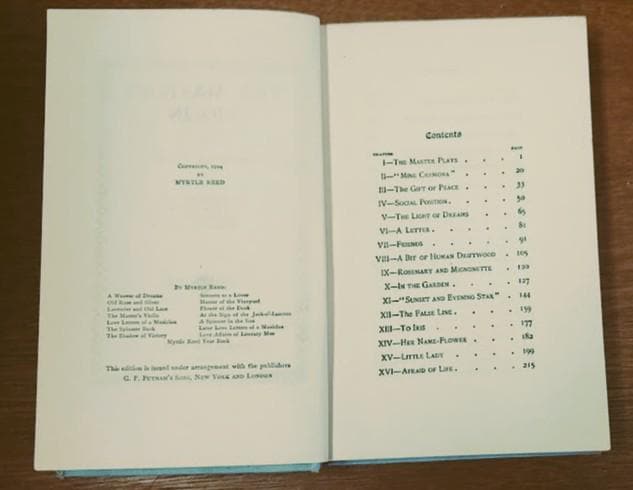 Copyright, 1904
BY
MYRTLE REED
By Myrtle Reed:
A Weaver of Dreams
Old Rose and Silver
Lavender and Old Lace
The Master's Violin
Love Letters of a Musician
The Spinster Book
The Shadow of Victory
Sonnets to a Lover
Master of the Vineyard
Flower of the Dusk
At the Sign of the Jack-o'-Lantern
A Spinner in the Sun
Later Love Letters of a Musician
Love Affairs of Literary Men
Myrtle Reed Year Book
This edition is issued under arrangement with the publishers
G. P. Putnam's Sons, New York and London
Contents
CHAPTER PAGE
I—The Master Plays . . . 1
II—"Mine Cremona" . . . 20
III—The Gift of Peace . . . 33
IV—Social Position . . . . 50
V—The Light of Dreams . . 65
VI—A Letter . . . . . 81
VII—Friends . . . . . 91
VIII—A Bit of Human Driftwood . 105
IX—Rosemary and Mignonette . 120
X—In the Garden . . . . 127
XI—"Sunset and Evening Star" . 144
XII—The False Line . . . . 159
XIII—To Iris . . . . . 177
XIV—Her Name-Flower . . . 182
XV—Little Lady . . . . 199
XVI—Afraid of Life . . . . 215